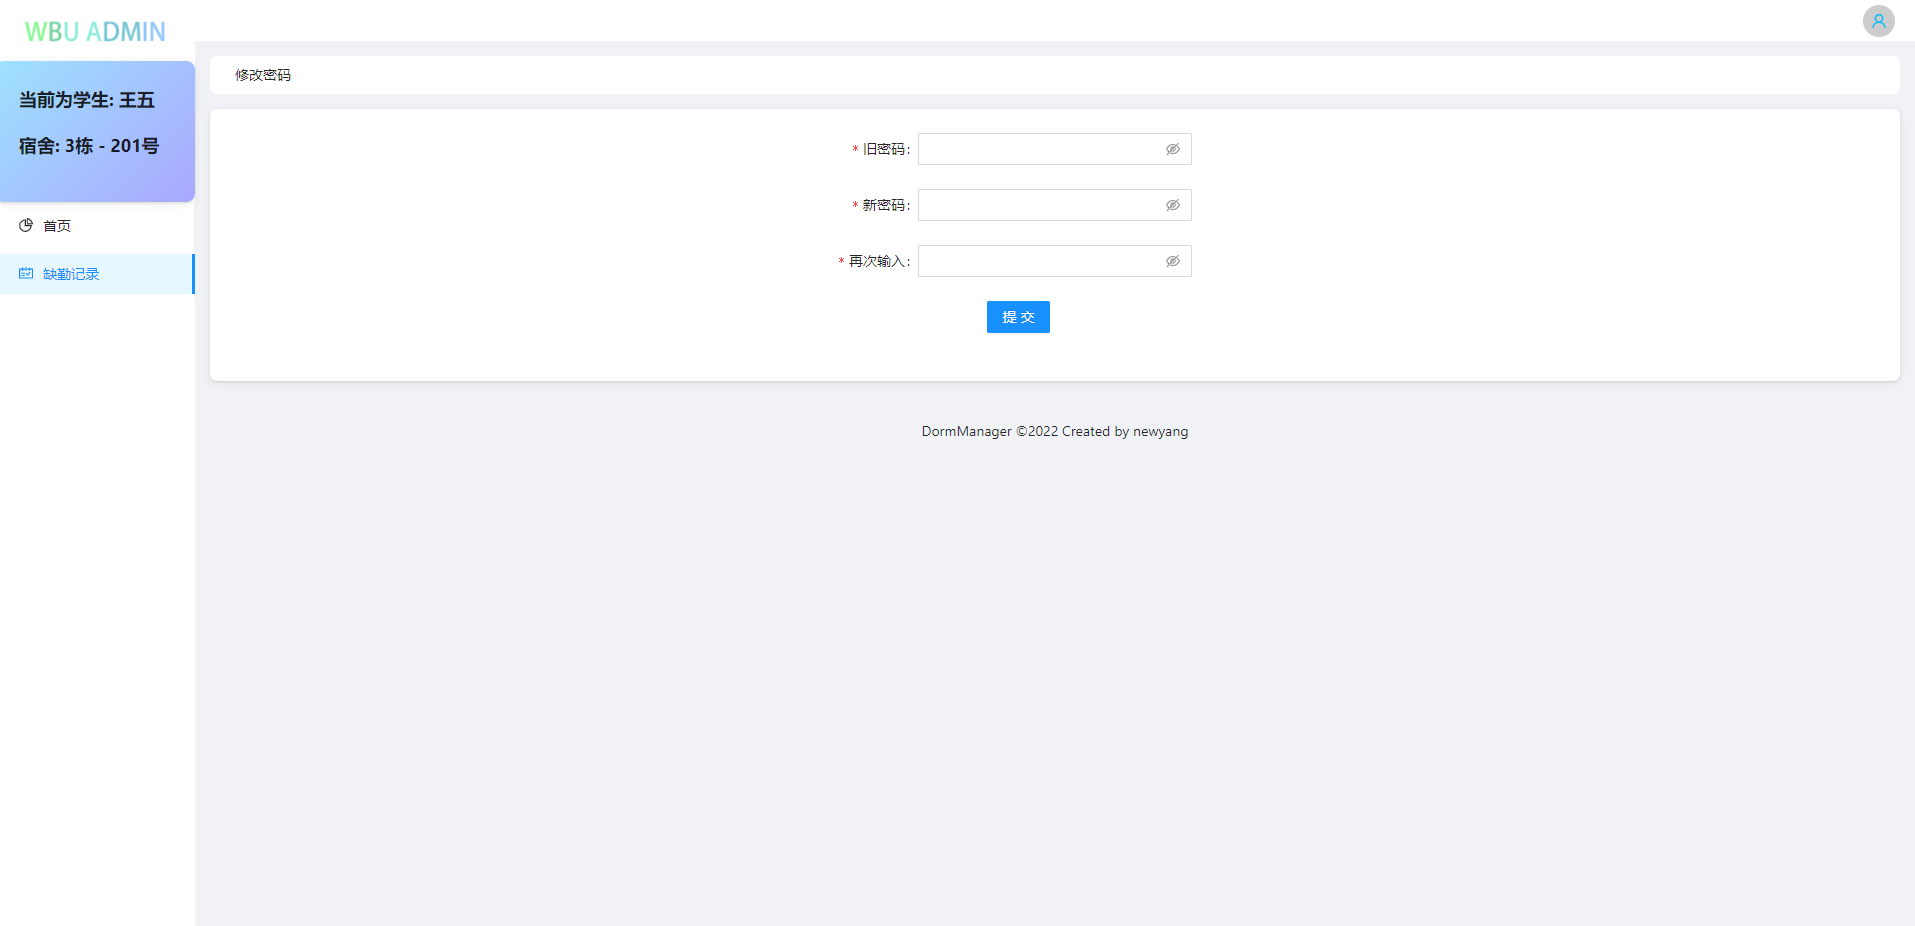 WBU ADMIN
当前为学生: 王五
宿舍: 3栋 - 201号
首页
缺勤记录
修改密码
* 旧密码:
* 新密码:
* 再次输入:
提 交
DormManager ©2022 Created by newyang